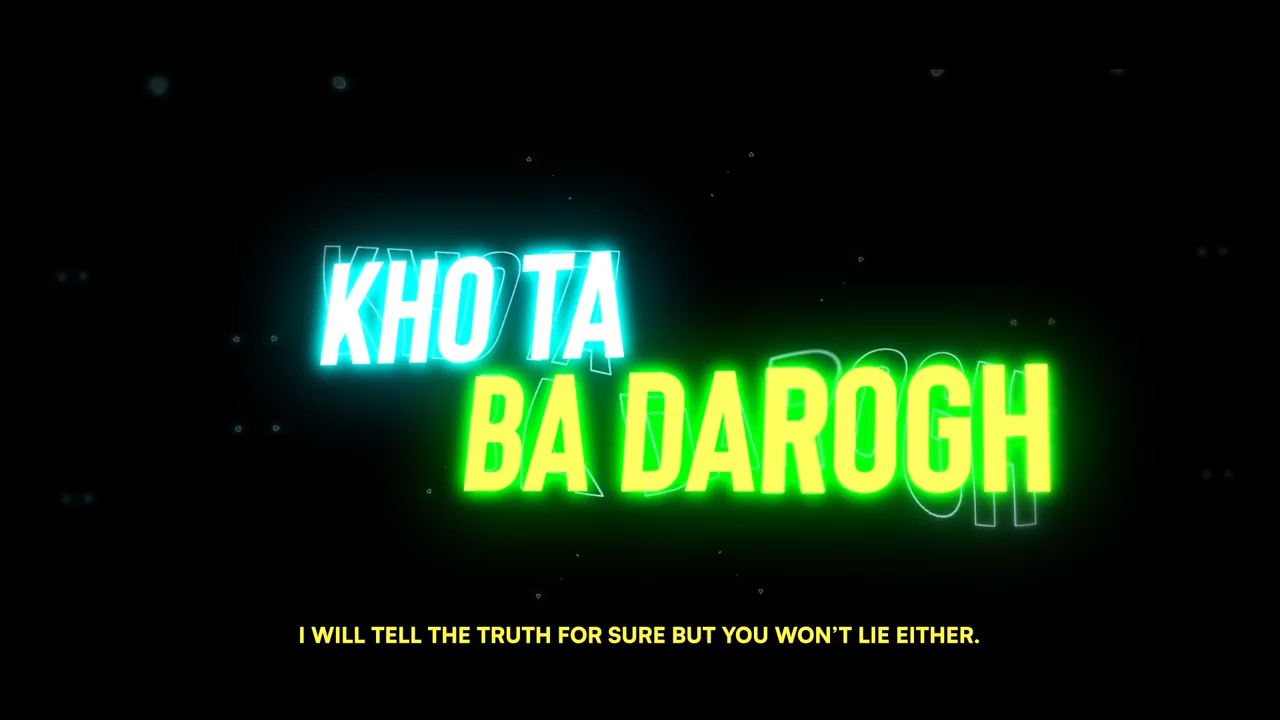 KHO TA
BA DAROGH
I WILL TELL THE TRUTH FOR SURE BUT YOU WON’T LIE EITHER.